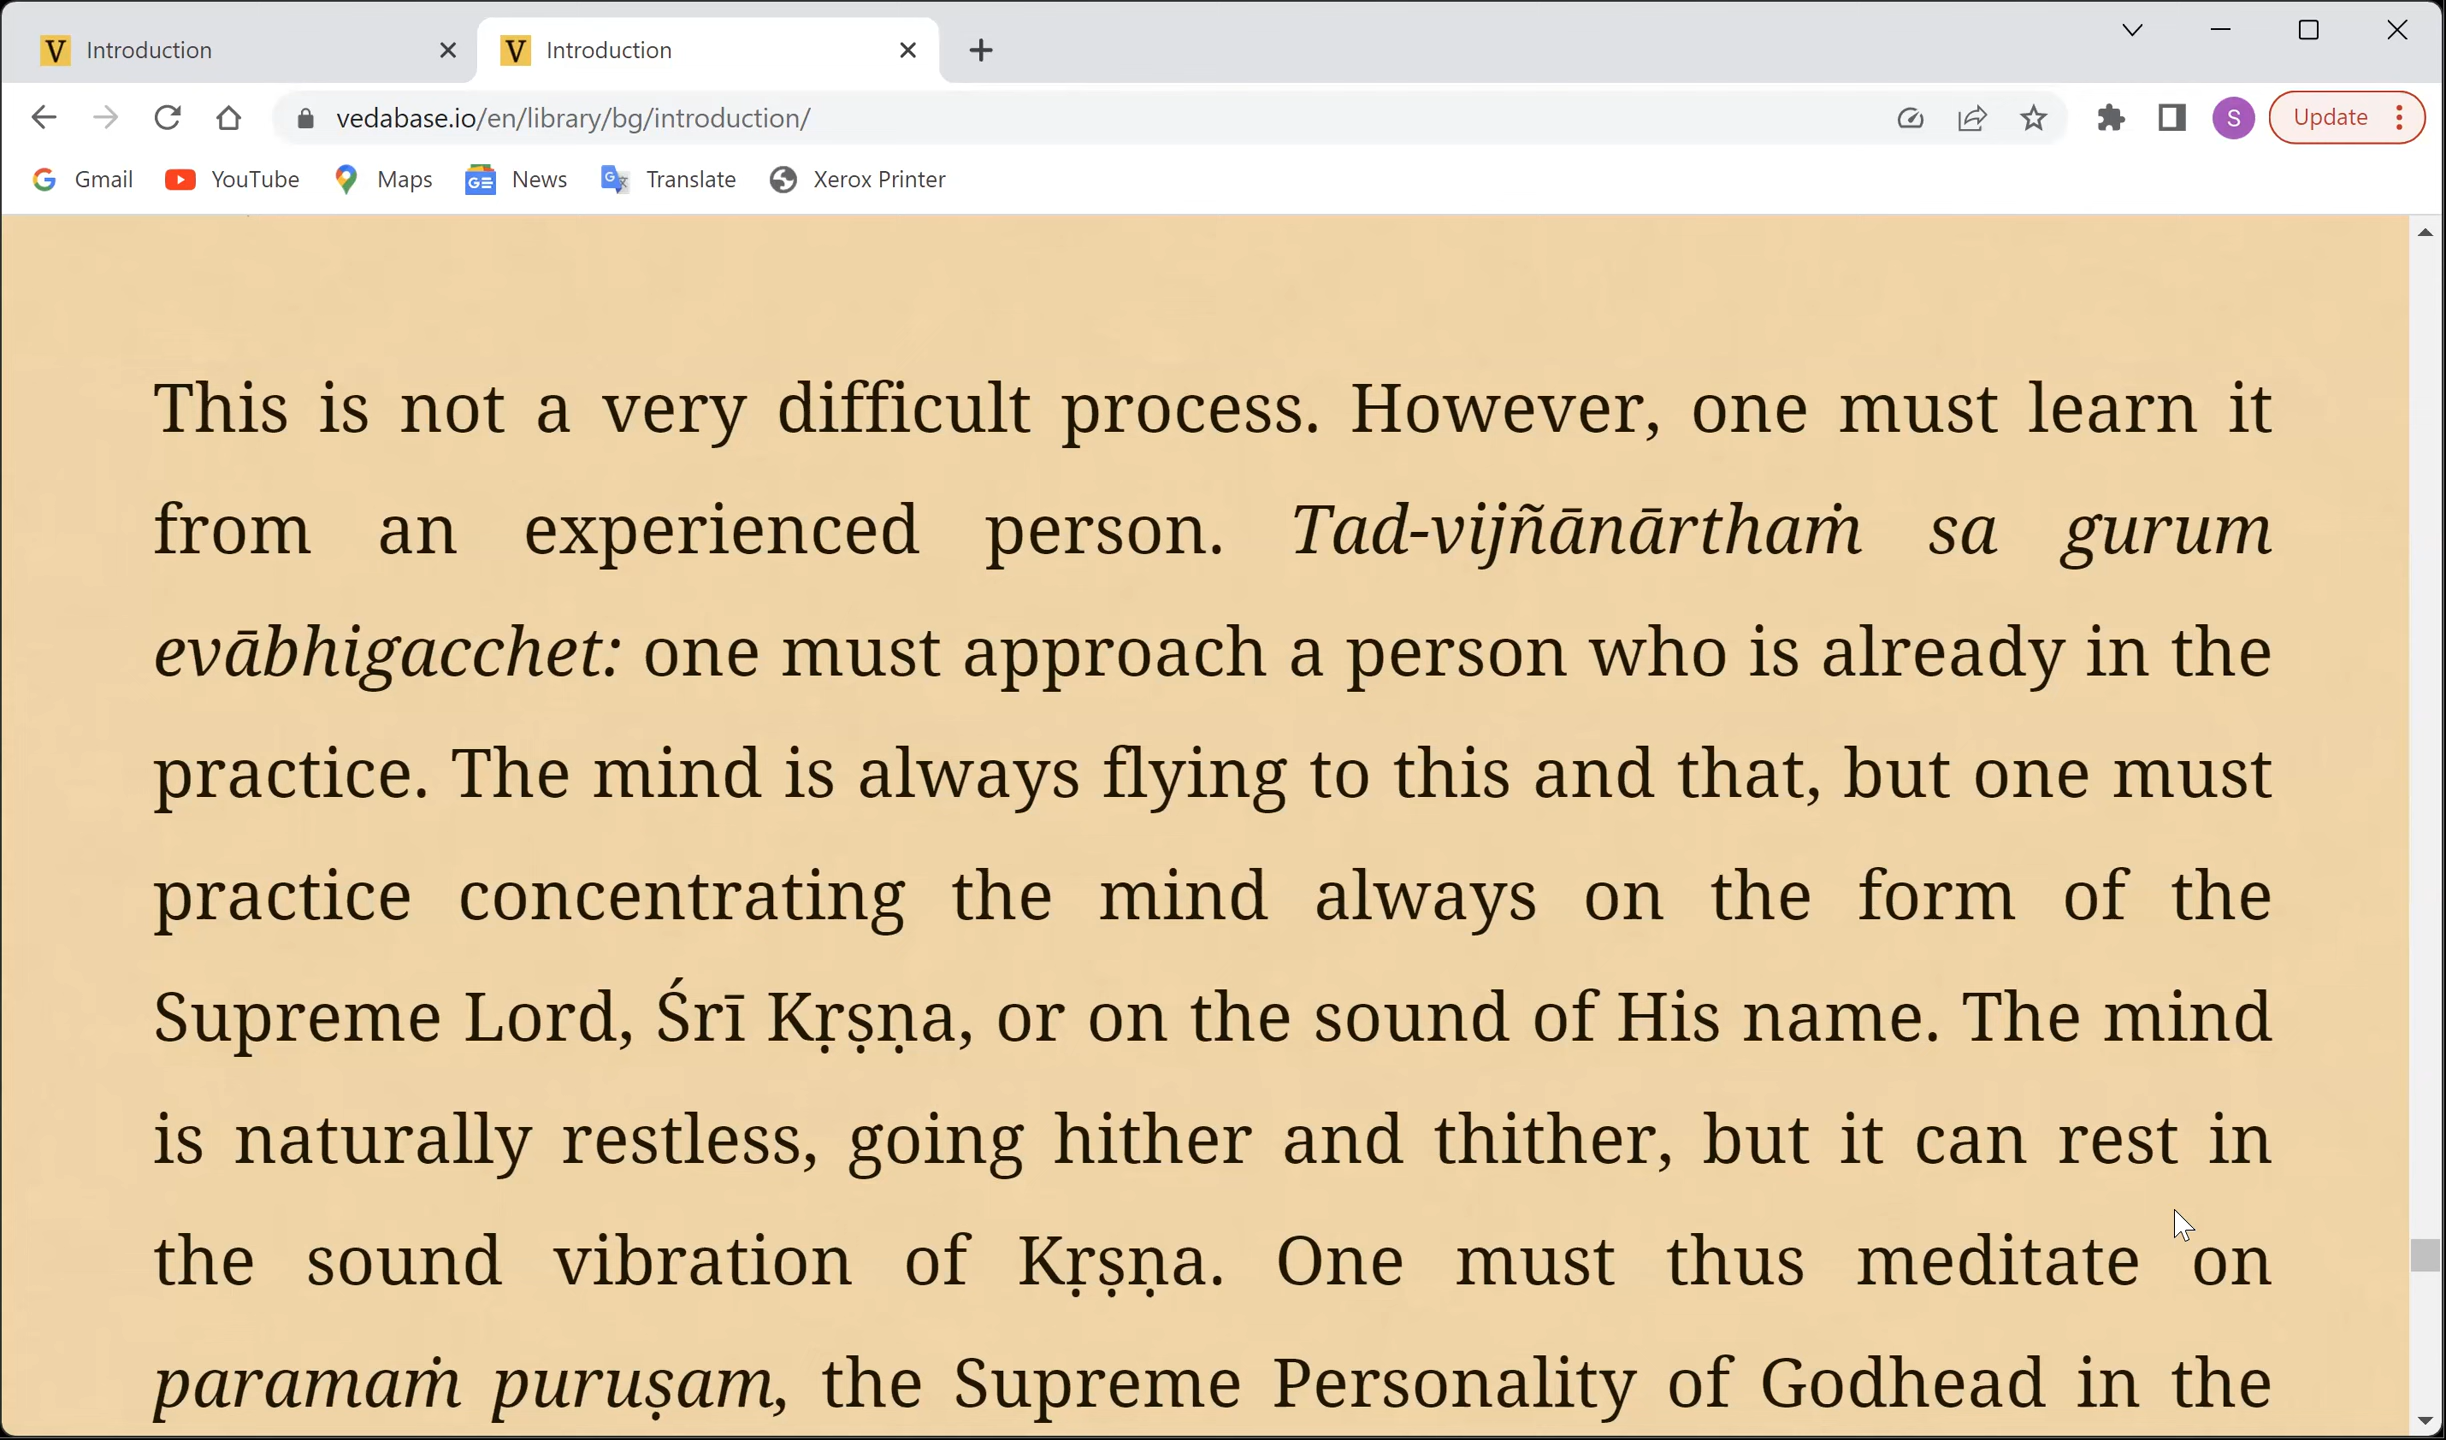 Introduction
Introduction
vedabase.io/en/library/bg/introduction/
S
Update
Gmail
YouTube
Maps
News
Translate
Xerox Printer
This is not a very difficult process. However, one must learn it
from an experienced person. Tad-vijñānārthaṁ sa gurum
evābhigacchet: one must approach a person who is already in the
practice. The mind is always flying to this and that, but one must
practice concentrating the mind always on the form of the
Supreme Lord, Śrī Kṛṣṇa, or on the sound of His name. The mind
is naturally restless, going hither and thither, but it can rest in
the sound vibration of Kṛṣṇa. One must thus meditate on
paramaṁ puruṣam, the Supreme Personality of Godhead in the